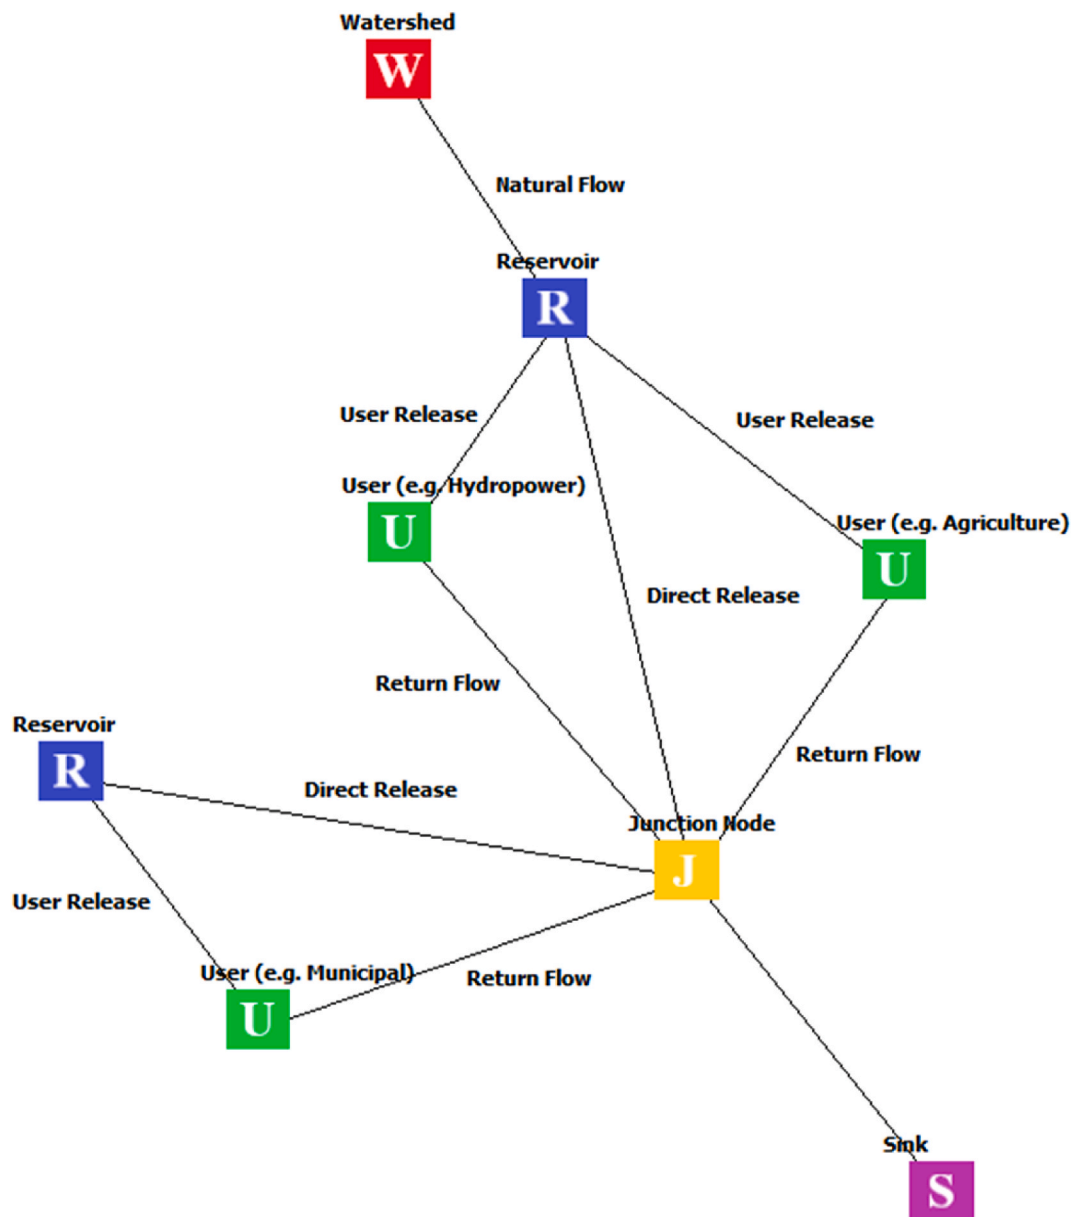 Watershed
W
Natural Flow
Reservoir
R
User Release
User Release
User (e.g. Hydropower)
U
User (e.g. Agriculture)
U
Direct Release
Return Flow
Reservoir
R
Return Flow
Direct Release
Junction Node
J
User Release
User (e.g. Municipal)
Return Flow
U
Sink
S